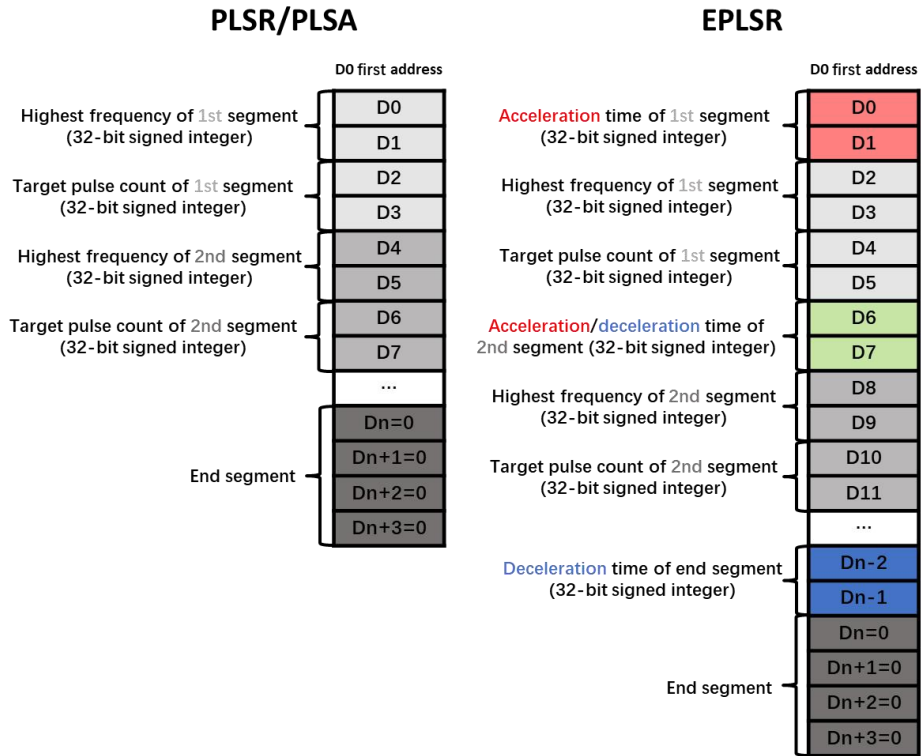 PLSR/PLSA
D0 first address
Highest frequency of 1st segment
(32-bit signed integer)
D0
D1
Target pulse count of 1st segment
(32-bit signed integer)
D2
D3
Highest frequency of 2nd segment
(32-bit signed integer)
D4
D5
Target pulse count of 2nd segment
(32-bit signed integer)
D6
D7
...
End segment
Dn=0
Dn+1=0
Dn+2=0
Dn+3=0
EPLSR
D0 first address
Acceleration time of 1st segment
(32-bit signed integer)
D0
D1
Highest frequency of 1st segment
(32-bit signed integer)
D2
D3
Target pulse count of 1st segment
(32-bit signed integer)
D4
D5
Acceleration/deceleration time of
2nd segment (32-bit signed integer)
D6
D7
Highest frequency of 2nd segment
(32-bit signed integer)
D8
D9
Target pulse count of 2nd segment
(32-bit signed integer)
D10
D11
...
Deceleration time of end segment
(32-bit signed integer)
Dn-2
Dn-1
End segment
Dn=0
Dn+1=0
Dn+2=0
Dn+3=0